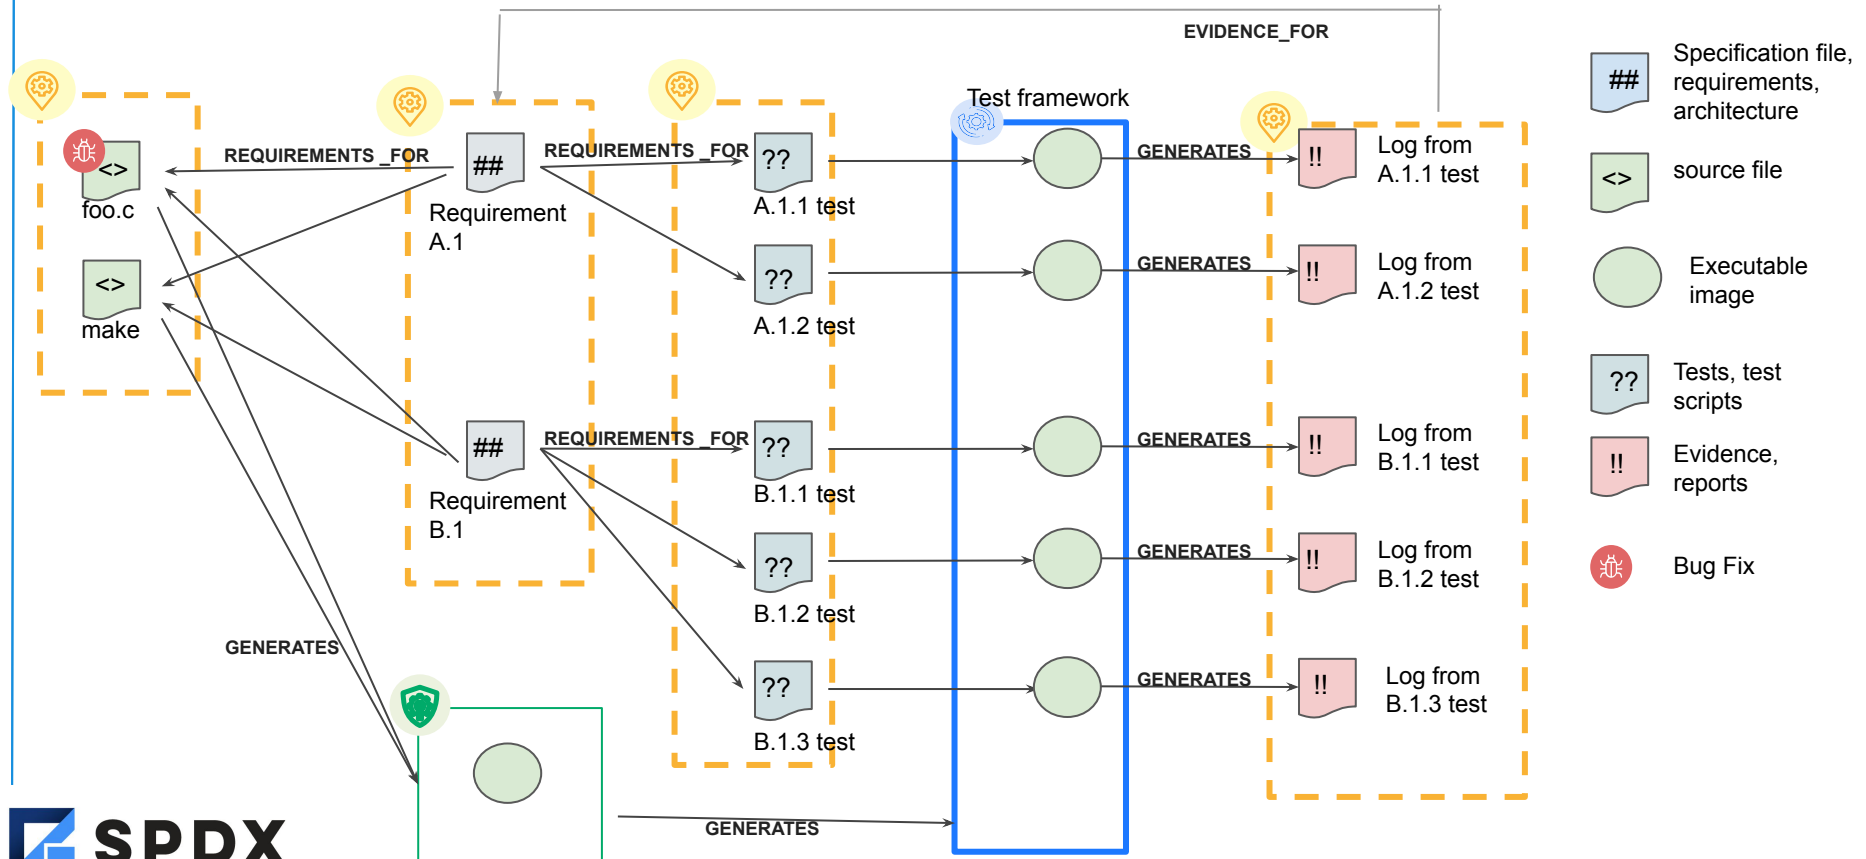 EVIDENCE_FOR
Test framework
REQUIREMENTS _FOR
REQUIREMENTS _FOR
GENERATES
<>
foo.c
##
Requirement
A.1
??
A.1.1 test
!!
Log from
A.1.1 test
GENERATES
<>
make
??
A.1.2 test
!!
Log from
A.1.2 test
REQUIREMENTS _FOR
GENERATES
##
Requirement
B.1
??
B.1.1 test
!!
Log from
B.1.1 test
GENERATES
??
B.1.2 test
!!
Log from
B.1.2 test
GENERATES
GENERATES
??
B.1.3 test
!!
Log from
B.1.3 test
GENERATES
SPDX
##
Specification file,
requirements,
architecture
<>
source file
Executable
image
??
Tests, test
scripts
!!
Evidence,
reports
Bug Fix